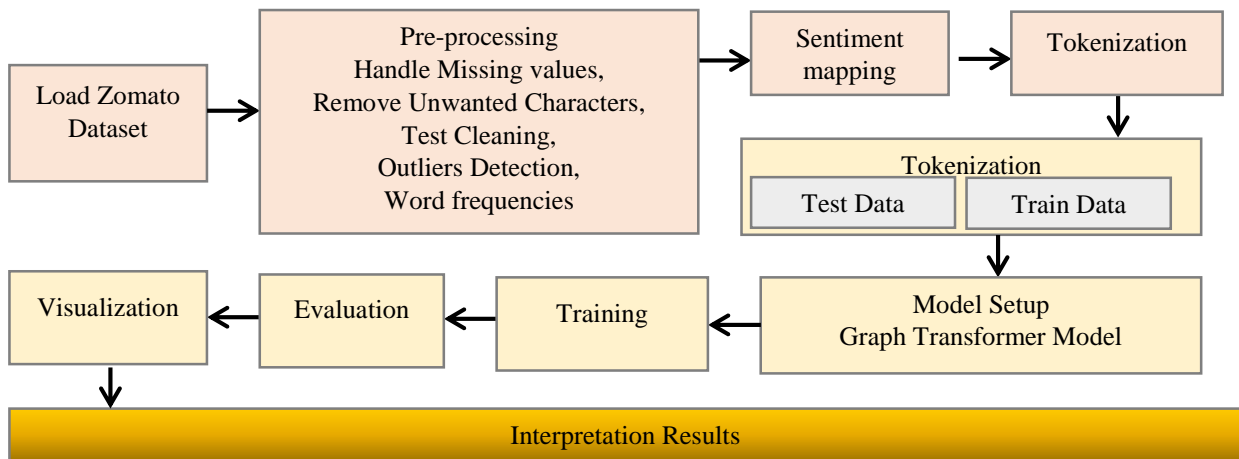 Load Zomato
Dataset
Pre-processing
Handle Missing values,
Remove Unwanted Characters,
Test Cleaning,
Outliers Detection,
Word frequencies
Sentiment
mapping
Tokenization
Tokenization
Test Data
Train Data
Model Setup
Graph Transformer Model
Training
Evaluation
Visualization
Interpretation Results